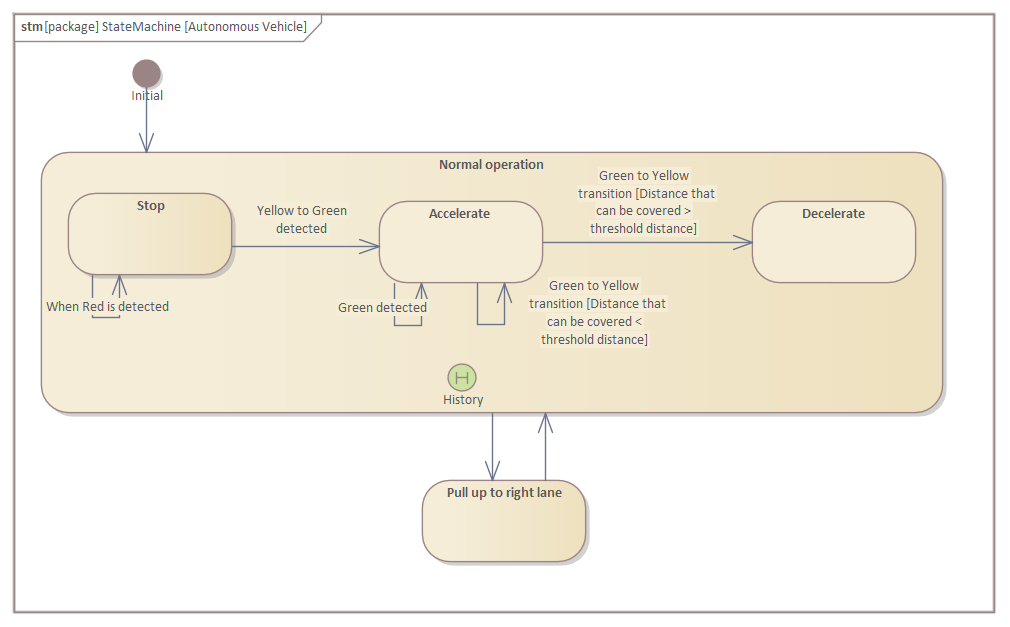 stm [package] StateMachine [Autonomous Vehicle]
Initial
Normal operation
Stop
Yellow to Green
detected
Accelerate
Green to Yellow
transition [Distance that
can be covered >
threshold distance]
Decelerate
When Red is detected
Green detected
Green to Yellow
transition [Distance that
can be covered <
threshold distance]
H
History
Pull up to right lane